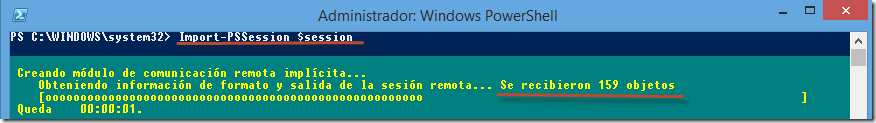 Administrador: Windows PowerShell
PS C:\WINDOWS\system32> Import-PSSession $session
Creando módulo de comunicación remota implícita...
Obteniendo información de formato y salida de la sesión remota... Se recibieron 159 objetos
[oooooooooooooooooooooooooooooooooooooooooooooooooooooo ]
Queda 00:00:01.